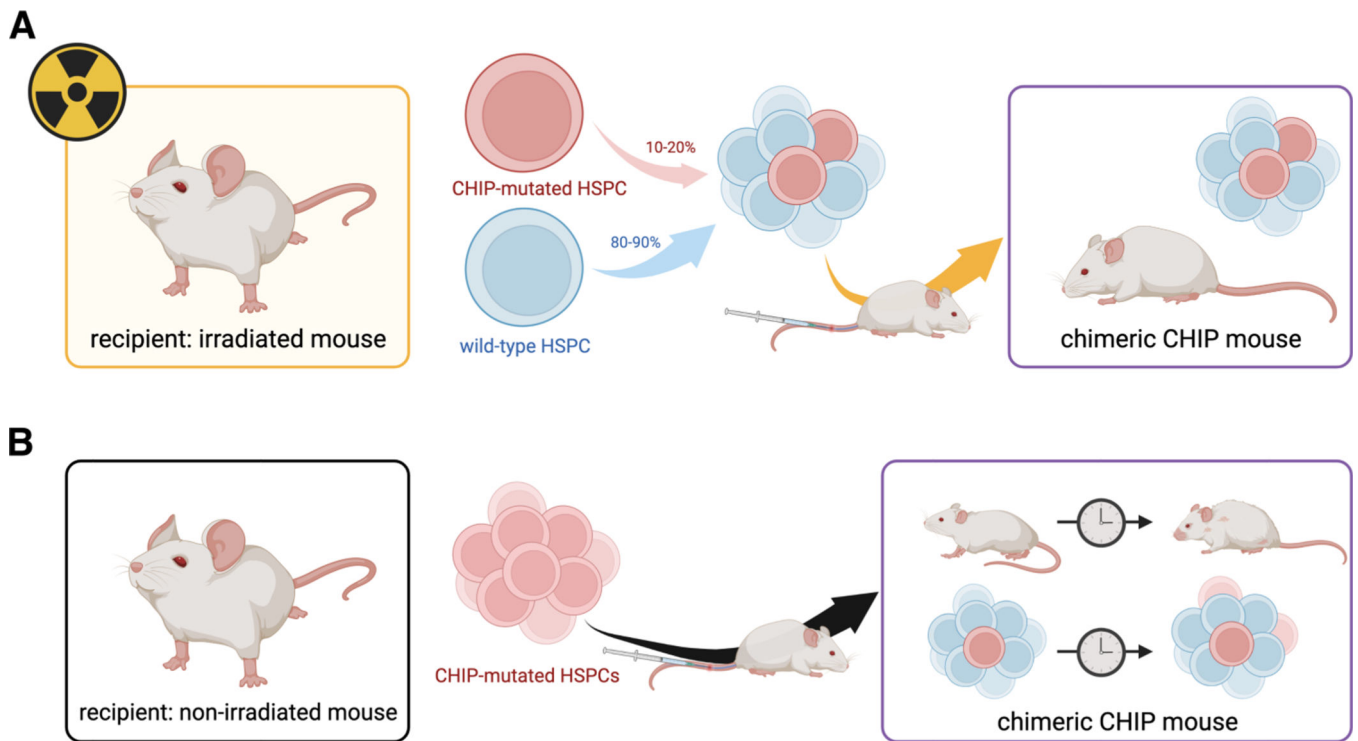 A
CHIP-mutated HSPC
10-20%
80-90%
wild-type HSPC
recipient: irradiated mouse
chimeric CHIP mouse
B
CHIP-mutated HSPCs
recipient: non-irradiated mouse
chimeric CHIP mouse